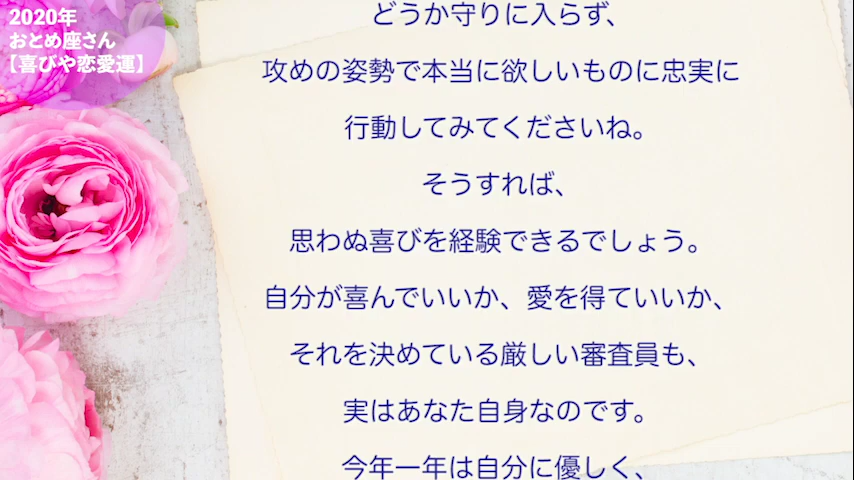 2020年
おとめ座さん
【喜びや恋愛運】
どうか守りに入らず、
攻めの姿勢で本当に欲しいものに忠実に
行動してみてくださいね。
そうすれば、
思わぬ喜びを経験できるでしょう。
自分が喜んでいいか、愛を得ていいか、
それを決めている厳しい審査員も、
実はあなた自身なのです。
今年一年は自分に優しく、